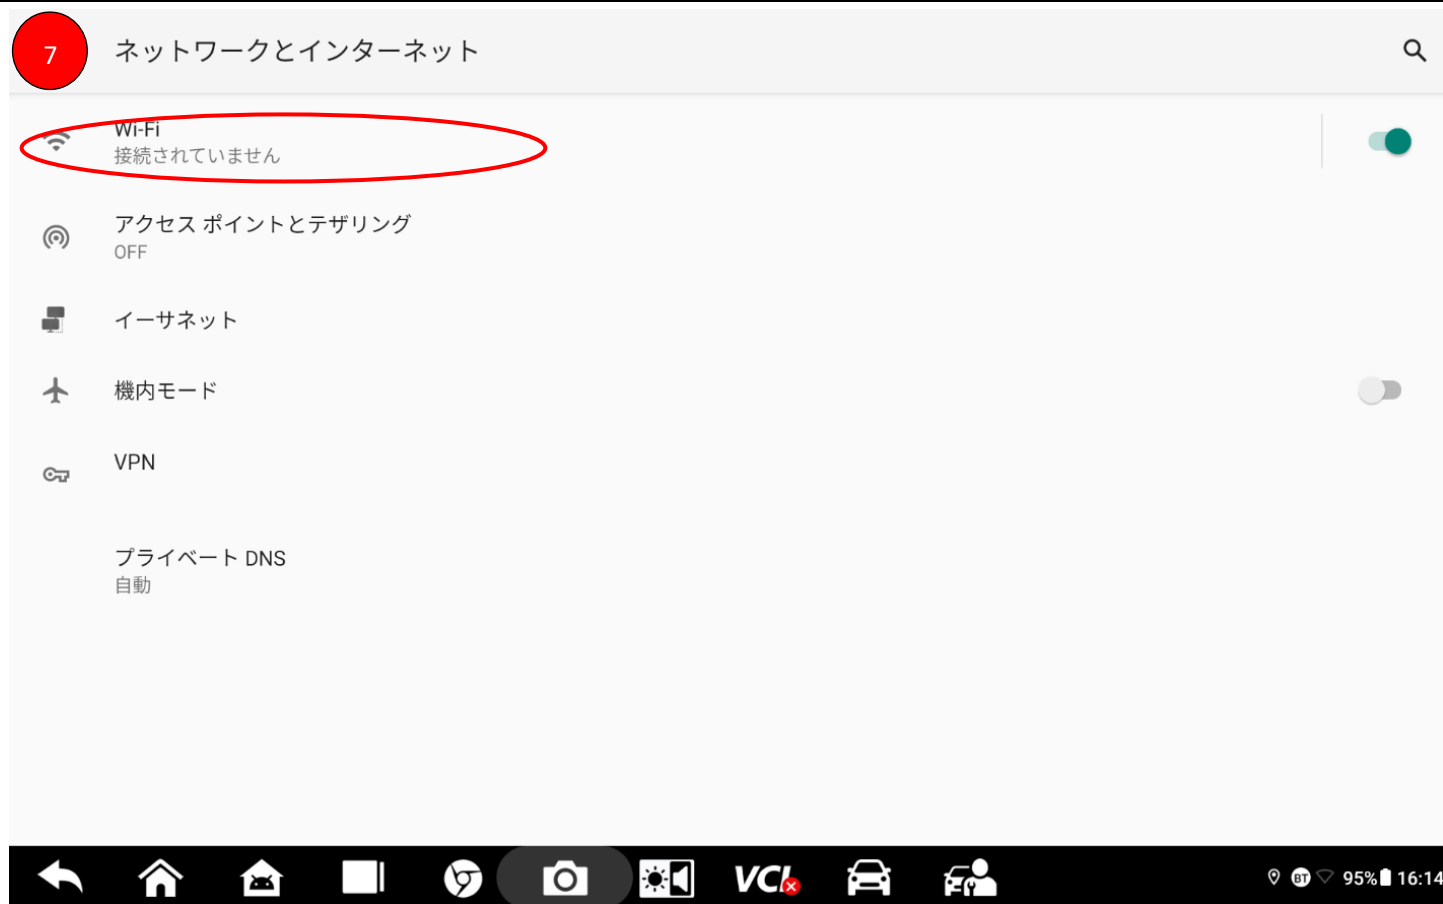 7
ネットワークとインターネット
Wi-Fi
接続されていません
アクセス ポイントとテザリング
OFF
イーサネット
機内モード
VPN
プライベート DNS
自動
VCI
BT 95% 16:14